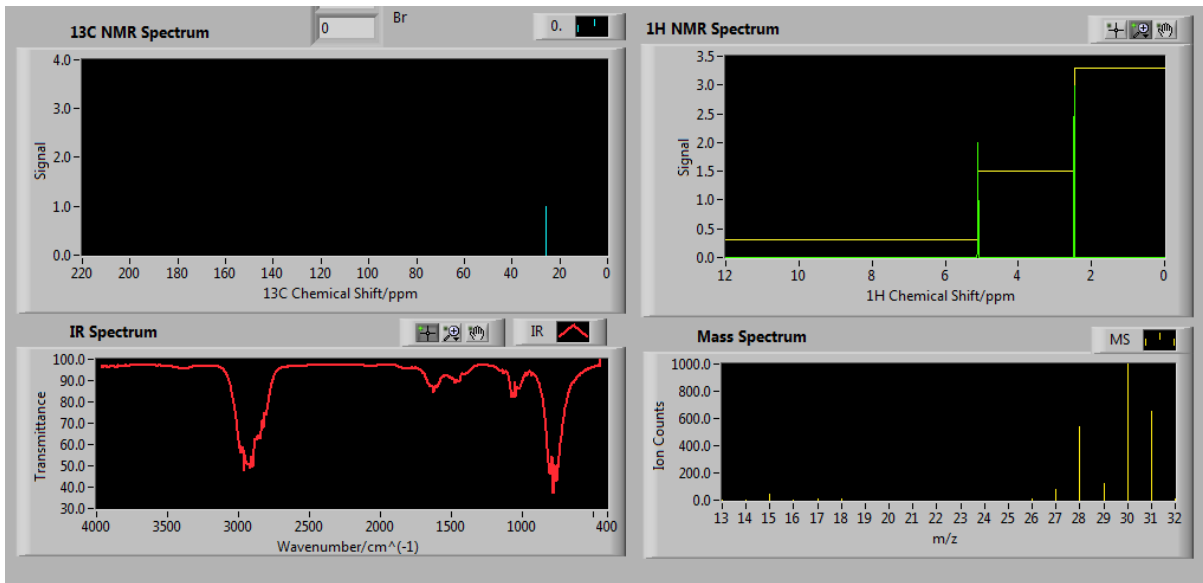 0
Br
13C NMR Spectrum
0.
4.0
3.0
2.0
1.0
0.0
Signal
220 200 180 160 140 120 100 80 60 40 20 0
13C Chemical Shift/ppm
1H NMR Spectrum
3.5
3.0
2.5
2.0
1.5
1.0
0.5
0.0
Signal
12 10 8 6 4 2 0
1H Chemical Shift/ppm
IR Spectrum
IR
100.0
90.0
80.0
70.0
60.0
50.0
40.0
30.0
Transmittance
4000 3000 2000 1000 400
Wavenumber/cm^(-1)
Mass Spectrum
MS
1000.0
800.0
600.0
400.0
200.0
0.0
Ion Counts
13 14 15 16 17 18 19 20 21 22 23 24 25 26 27 28 29 30 31 32
m/z